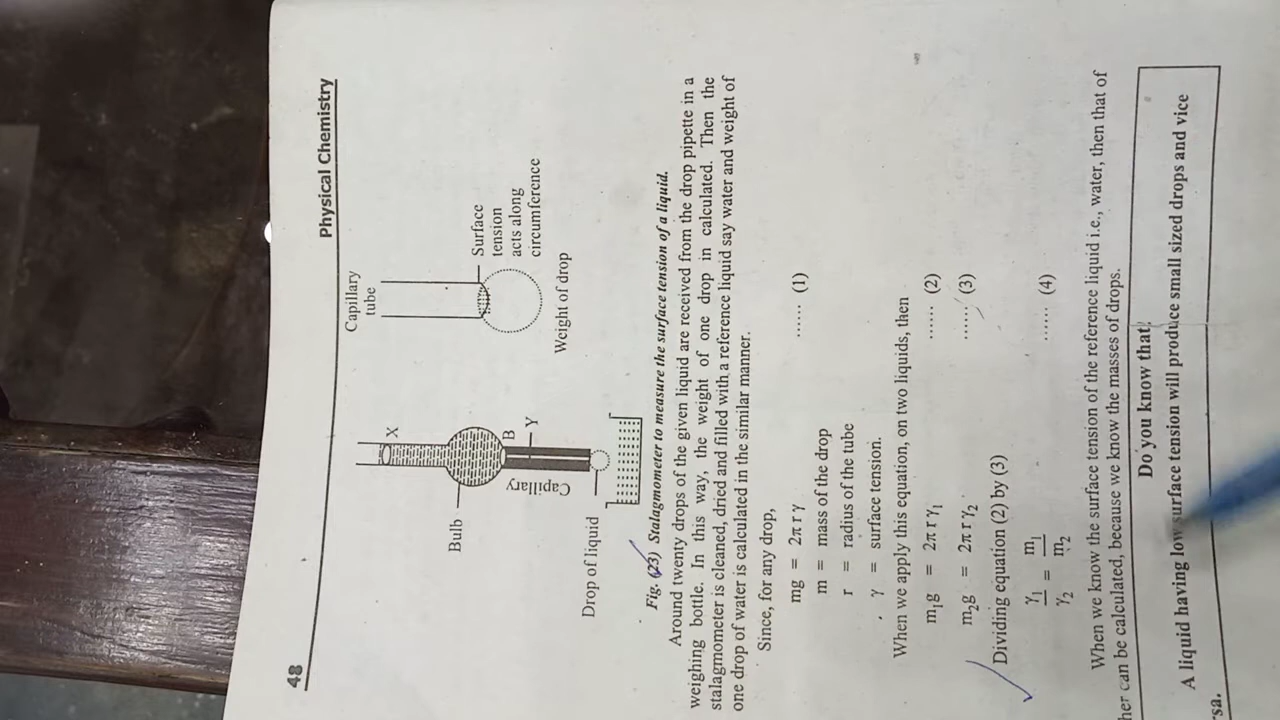 48
Physical Chemistry
Capillary
tube
X
Surface
tension
acts along
circumference
Bulb
B
Y
Capillary
Weight of drop
Drop of liquid
Fig. (23) Stalagmometer to measure the surface tension of a liquid.
Around twenty drops of the given liquid are received from the drop pipette in a
weighing bottle. In this way, the weight of one drop in calculated. Then the
stalagmometer is cleaned, dried and filled with a reference liquid say water and weight of
one drop of water is calculated in the similar manner.
Since, for any drop,
mg = 2π r γ ...... (1)
m = mass of the drop
r = radius of the tube
γ = surface tension.
When we apply this equation, on two liquids, then
m₁g = 2π r γ₁ ...... (2)
m₂g = 2π r γ₂ ...... (3)
Dividing equation (2) by (3)
γ₁/γ₂ = m₁/m₂ ...... (4)
When we know the surface tension of the reference liquid i.e., water, then that of
her can be calculated, because we know the masses of drops.
Do you know that:
A liquid having low surface tension will produce small sized drops and vice
sa.